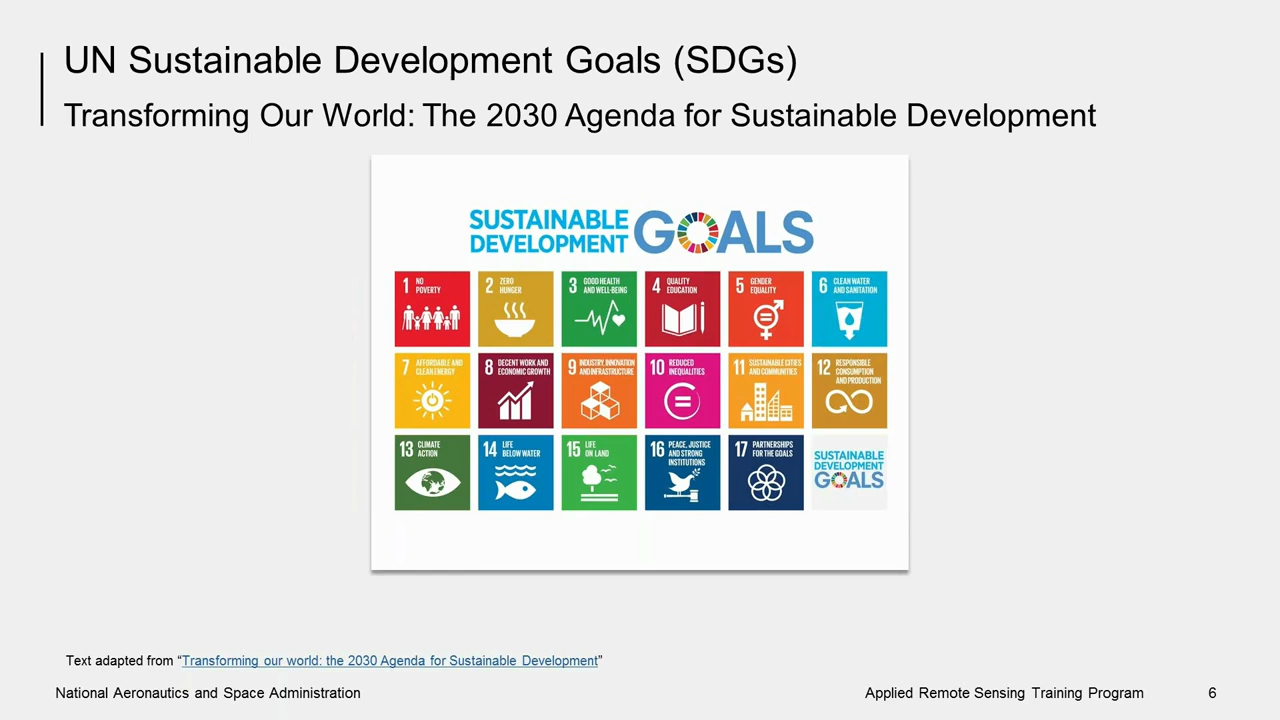 UN Sustainable Development Goals (SDGs)
Transforming Our World: The 2030 Agenda for Sustainable Development
SUSTAINABLE
DEVELOPMENT
GOALS
1 NO
POVERTY
2 ZERO
HUNGER
3 GOOD HEALTH
AND WELL-BEING
4 QUALITY
EDUCATION
5 GENDER
EQUALITY
6 CLEAN WATER
AND SANITATION
7 AFFORDABLE AND
CLEAN ENERGY
8 DECENT WORK AND
ECONOMIC GROWTH
9 INDUSTRY, INNOVATION
AND INFRASTRUCTURE
10 REDUCED
INEQUALITIES
11 SUSTAINABLE CITIES
AND COMMUNITIES
12 RESPONSIBLE
CONSUMPTION
AND PRODUCTION
13 CLIMATE
ACTION
14 LIFE
BELOW WATER
15 LIFE
ON LAND
16 PEACE, JUSTICE
AND STRONG
INSTITUTIONS
17 PARTNERSHIPS
FOR THE GOALS
SUSTAINABLE
DEVELOPMENT
GOALS
Text adapted from “Transforming our world: the 2030 Agenda for Sustainable Development”
National Aeronautics and Space Administration
Applied Remote Sensing Training Program
6